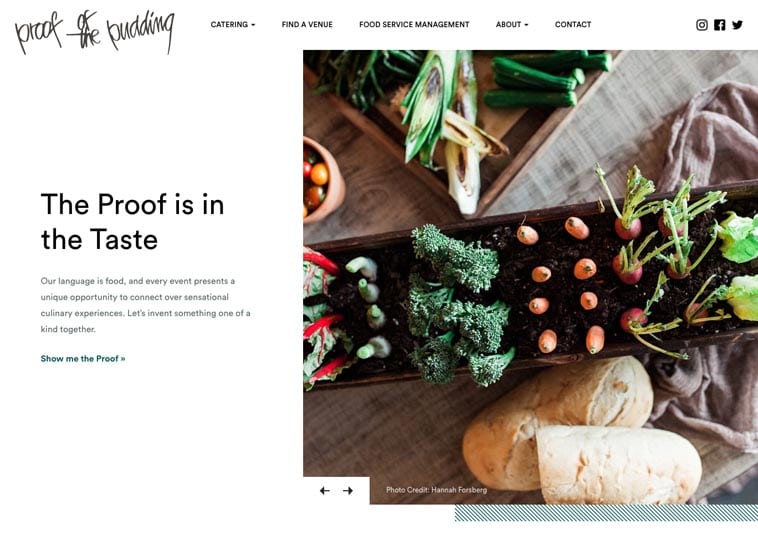 proof of the pudding
CATERING
FIND A VENUE
FOOD SERVICE MANAGEMENT
ABOUT
CONTACT
The Proof is in
the Taste
Our language is food, and every event presents a
unique opportunity to connect over sensational
culinary experiences. Let's invent something one of a
kind together.
Show me the Proof »
Photo Credit: Hannah Forsberg